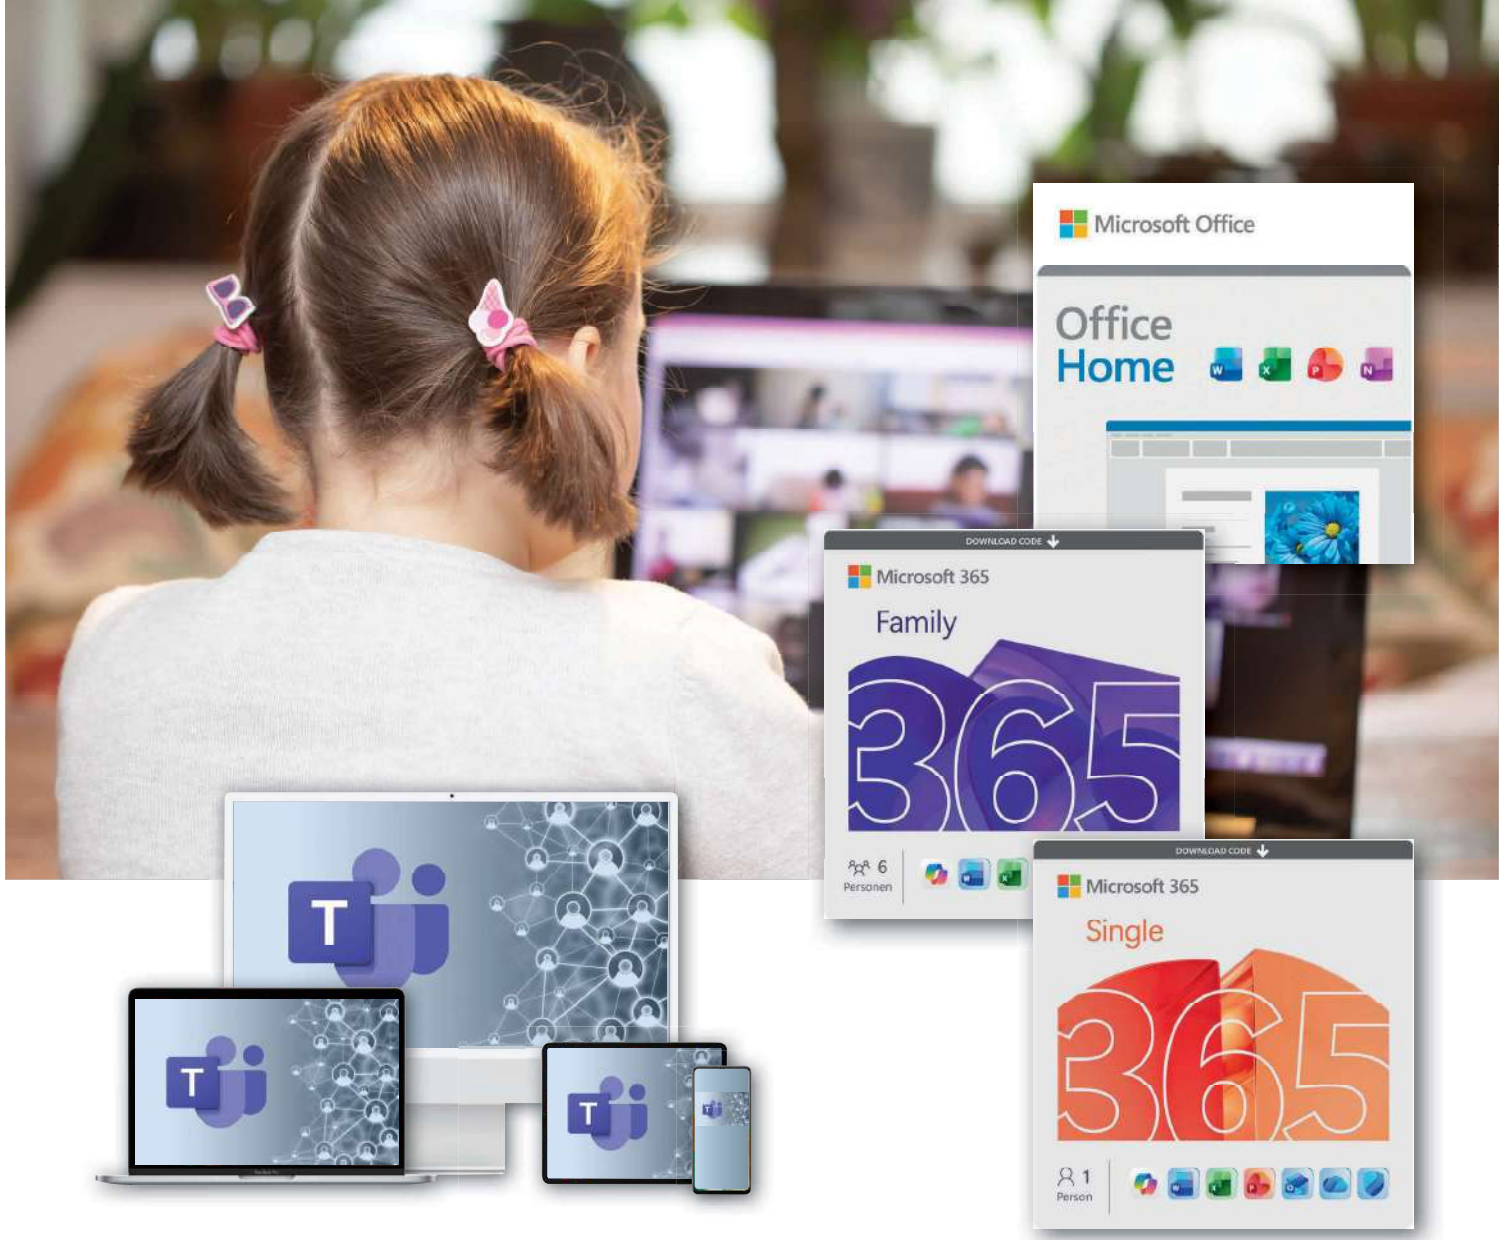 Microsoft Office
Office
Home
W X P N
DOWNLOAD CODE
Microsoft 365
Family
365
6
Personen
W X
DOWNLOAD CODE
Microsoft 365
Single
365
1
Person
W X P O
T
T
T
T